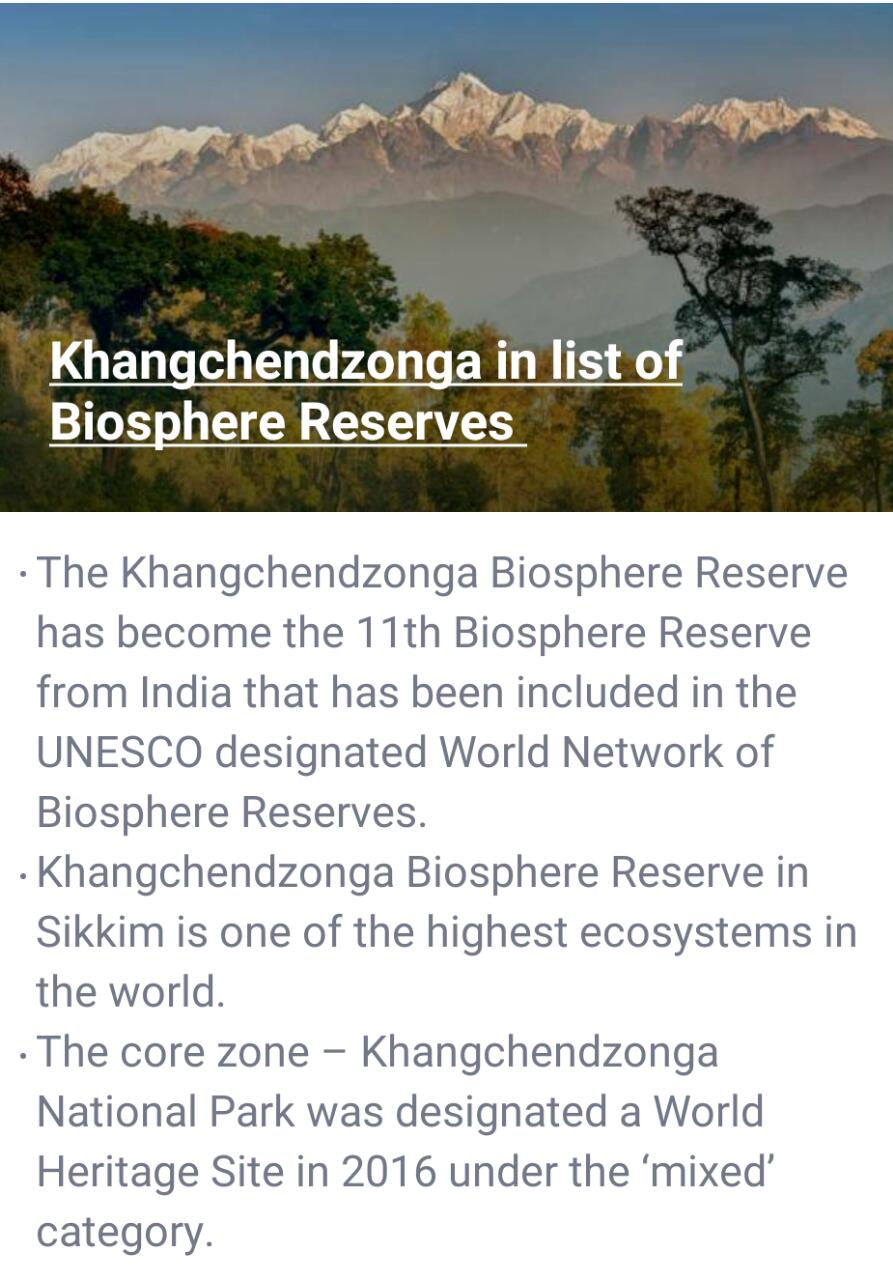 Khangchendzonga in list of
Biosphere Reserves
· The Khangchendzonga Biosphere Reserve
has become the 11th Biosphere Reserve
from India that has been included in the
UNESCO designated World Network of
Biosphere Reserves.
· Khangchendzonga Biosphere Reserve in
Sikkim is one of the highest ecosystems in
the world.
· The core zone – Khangchendzonga
National Park was designated a World
Heritage Site in 2016 under the ‘mixed’
category.